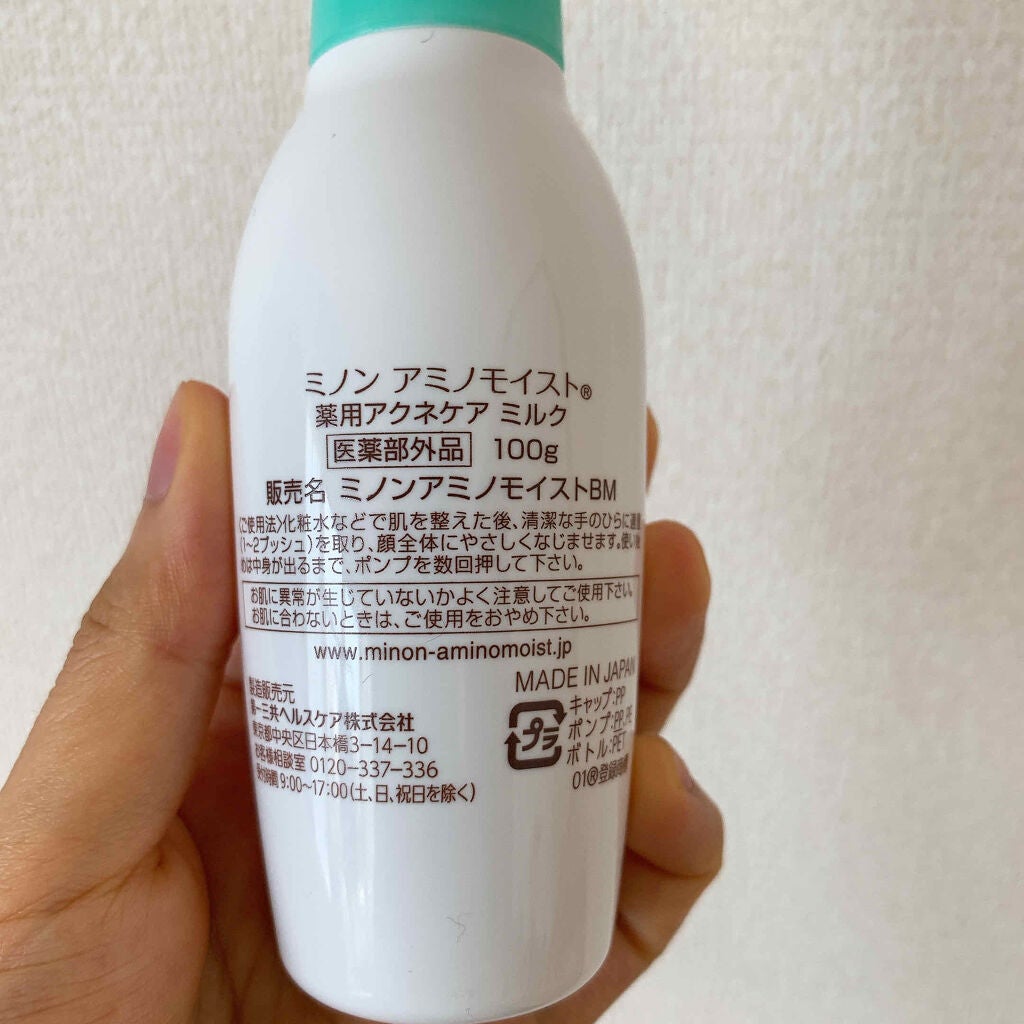 ミノン アミノモイスト®
薬用アクネケア ミルク
医薬部外品 100g
販売名 ミノンアミノモイストBM
〈ご使用法〉化粧水などで肌を整えた後、清潔な手のひらに適量
(1~2プッシュ)を取り、顔全体にやさしくなじませます。使い始
めは中身が出るまで、ポンプを数回押して下さい。
お肌に異常が生じていないかよく注意してご使用下さい。
お肌に合わないときは、ご使用をおやめ下さい。
www.minon-aminomoist.jp
MADE IN JAPAN
製造販売元
第一三共ヘルスケア株式会社
東京都中央区日本橋3-14-10
お客様相談室 0120-337-336
受付時間 9:00~17:00(土、日、祝日を除く)
プラ
キャップ:PP
ポンプ:PP,PE
ボトル:PET
01®登録商標